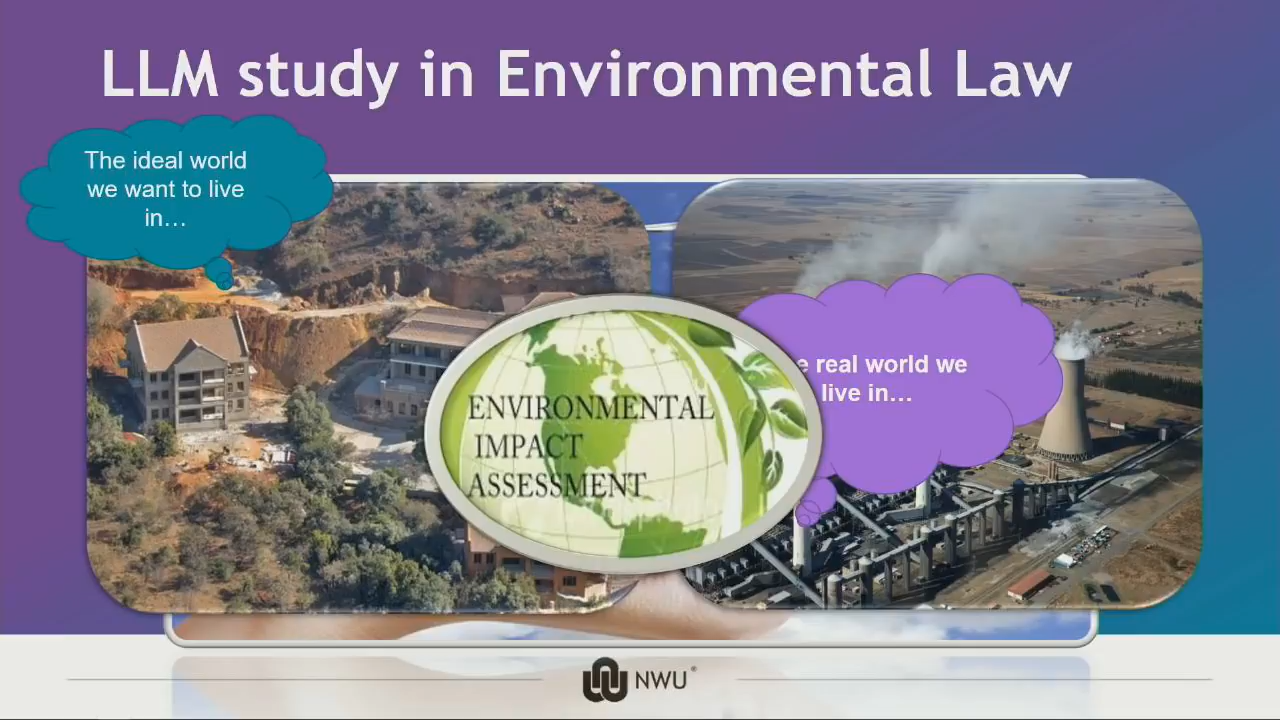 LLM study in Environmental Law
The ideal world
we want to live
in...
e real world we
live in...
ENVIRONMENTAL
IMPACT
ASSESSMENT
NWU®